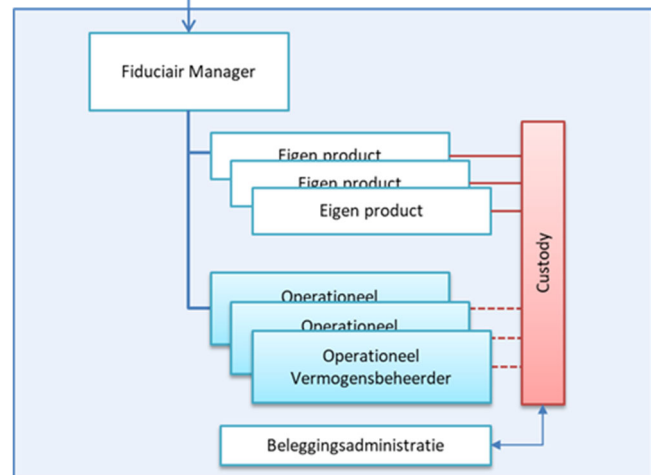 Fiduciair Manager
Eigen product
Eigen product
Eigen product
Custody
Operationeel
Operationeel
Operationeel
Vermogensbeheerder
Beleggingsadministratie